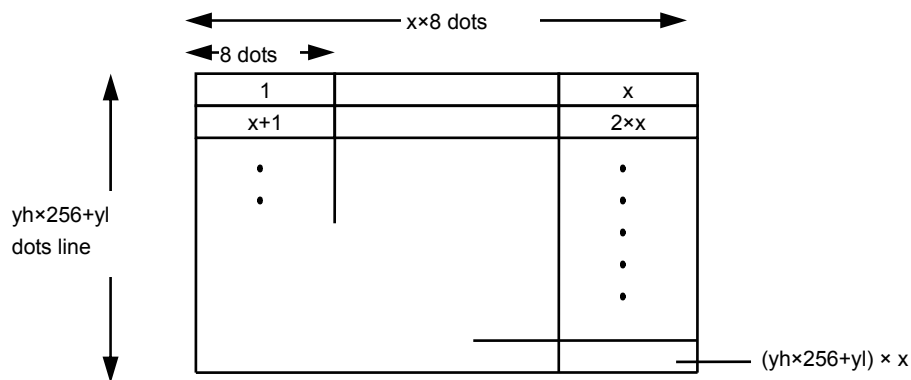 x×8 dots
8 dots
1
x
x+1
2×x
yh×256+yl
dots line
(yh×256+yl) × x